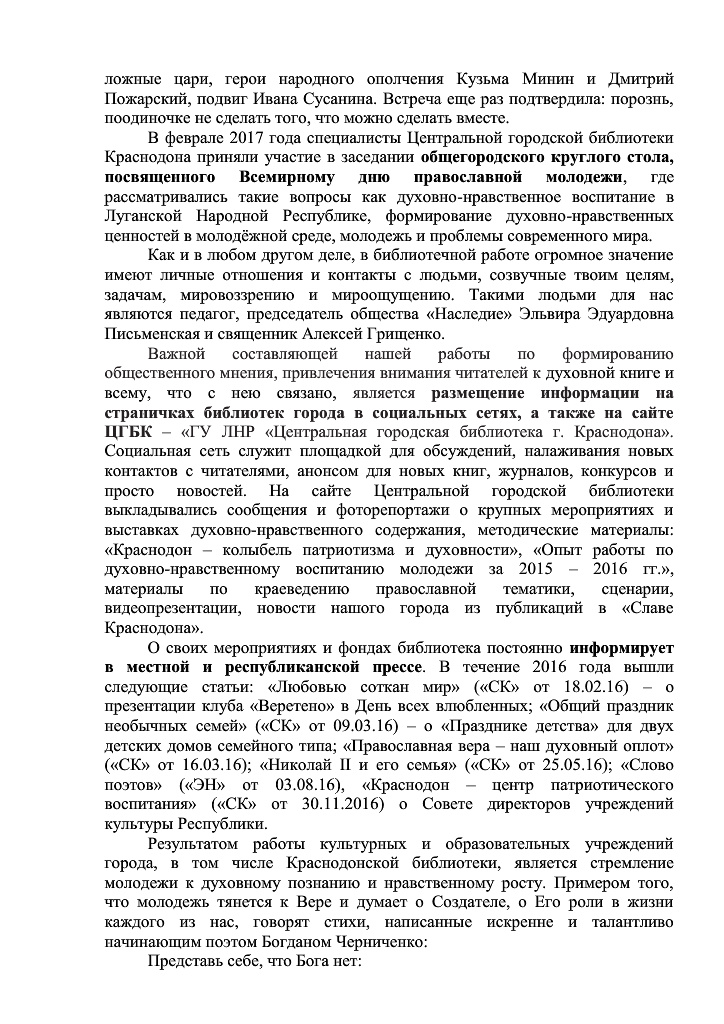 ложные цари, герои народного ополчения Кузьма Минин и Дмитрий
Пожарский, подвиг Ивана Сусанина. Встреча еще раз подтвердила: порознь,
поодиночке не сделать того, что можно сделать вместе.
В феврале 2017 года специалисты Центральной городской библиотеки
Краснодона приняли участие в заседании общегородского круглого стола,
посвященного Всемирному дню православной молодежи, где
рассматривались такие вопросы как духовно-нравственное воспитание в
Луганской Народной Республике, формирование духовно-нравственных
ценностей в молодёжной среде, молодежь и проблемы современного мира.
Как и в любом другом деле, в библиотечной работе огромное значение
имеют личные отношения и контакты с людьми, созвучные твоим целям,
задачам, мировоззрению и мироощущению. Такими людьми для нас
являются педагог, председатель общества «Наследие» Эльвира Эдуардовна
Письменская и священник Алексей Грищенко.
Важной составляющей нашей работы по формированию
общественного мнения, привлечения внимания читателей к духовной книге и
всему, что с нею связано, является размещение информации на
страничках библиотек города в социальных сетях, а также на сайте
ЦГБК – «ГУ ЛНР «Центральная городская библиотека г. Краснодона».
Социальная сеть служит площадкой для обсуждений, налаживания новых
контактов с читателями, анонсом для новых книг, журналов, конкурсов и
просто новостей. На сайте Центральной городской библиотеки
выкладывались сообщения и фоторепортажи о крупных мероприятиях и
выставках духовно-нравственного содержания, методические материалы:
«Краснодон – колыбель патриотизма и духовности», «Опыт работы по
духовно-нравственному воспитанию молодежи за 2015 – 2016 гг.»,
материалы по краеведению православной тематики, сценарии,
видеопрезентации, новости нашого города из публикаций в «Славе
Краснодона».
О своих мероприятиях и фондах библиотека постоянно информирует
в местной и республиканской прессе. В течение 2016 года вышли
следующие статьи: «Любовью соткан мир» («СК» от 18.02.16) – о
презентации клуба «Веретено» в День всех влюбленных; «Общий праздник
необычных семей» («СК» от 09.03.16) – о «Празднике детства» для двух
детских домов семейного типа; «Православная вера – наш духовный оплот»
(«СК» от 16.03.16); «Николай II и его семья» («СК» от 25.05.16); «Слово
поэтов» («ЭН» от 03.08.16), «Краснодон – центр патриотического
воспитания» («СК» от 30.11.2016) о Совете директоров учреждений
культуры Республики.
Результатом работы культурных и образовательных учреждений
города, в том числе Краснодонской библиотеки, является стремление
молодежи к духовному познанию и нравственному росту. Примером того,
что молодежь тянется к Вере и думает о Создателе, о Его роли в жизни
каждого из нас, говорят стихи, написанные искренне и талантливо
начинающим поэтом Богданом Черниченко:
Представь себе, что Бога нет: